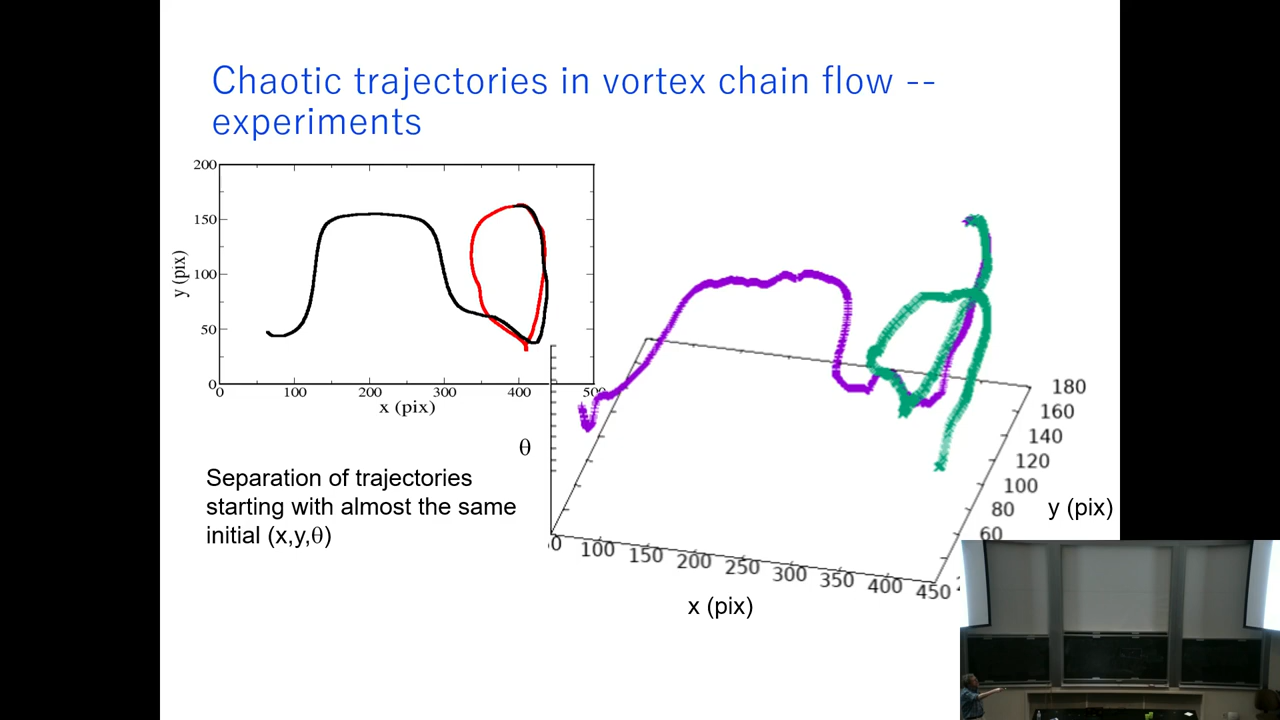 Chaotic trajectories in vortex chain flow --
experiments
200
150
100
50
0
y (pix)
0 100 200 300 400 50
x (pix)
θ
Separation of trajectories
starting with almost the same
initial (x,y,θ)
180
160
140
120
100
80
60
y (pix)
0 100 150 200 250 300 350 400 450
x (pix)